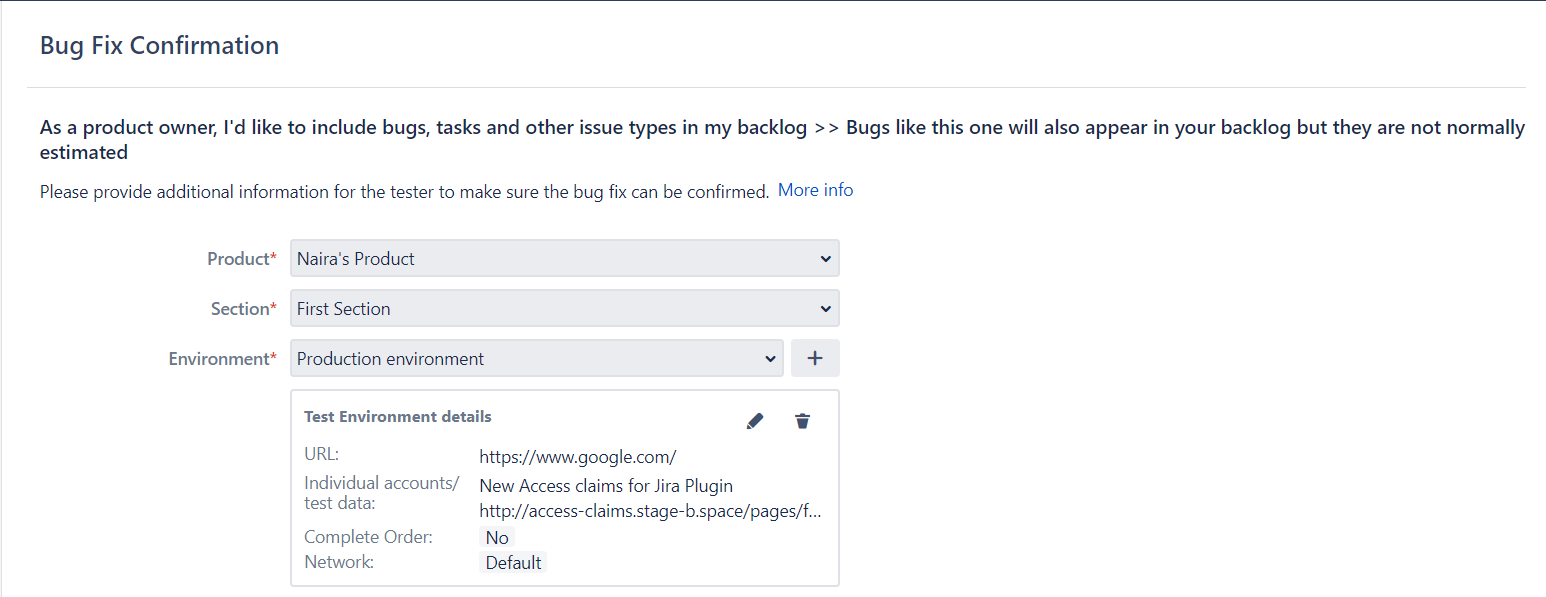 Bug Fix Confirmation
As a product owner, I'd like to include bugs, tasks and other issue types in my backlog >> Bugs like this one will also appear in your backlog but they are not normally
estimated
Please provide additional information for the tester to make sure the bug fix can be confirmed. More info
Product* Naira's Product
Section* First Section
Environment* Production environment +
Test Environment details
URL: https://www.google.com/
Individual accounts/ New Access claims for Jira Plugin
test data: http://access-claims.stage-b.space/pages/f...
Complete Order: No
Network: Default